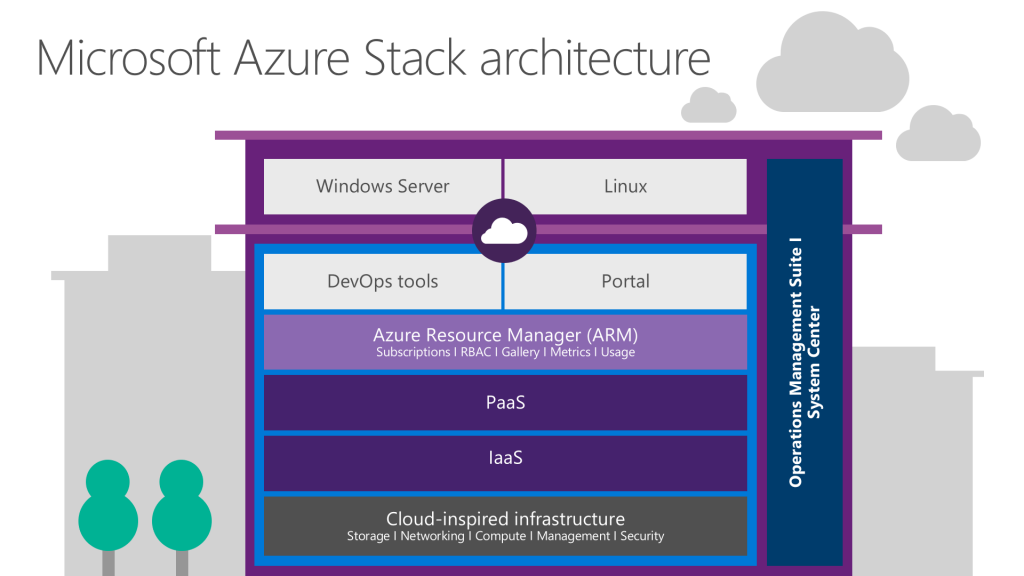 Microsoft Azure Stack architecture
Windows Server
Linux
DevOps tools
Portal
Azure Resource Manager (ARM)
Subscriptions I RBAC I Gallery I Metrics I Usage
PaaS
IaaS
Cloud-inspired infrastructure
Storage I Networking I Compute I Management I Security
Operations Management Suite I
System Center